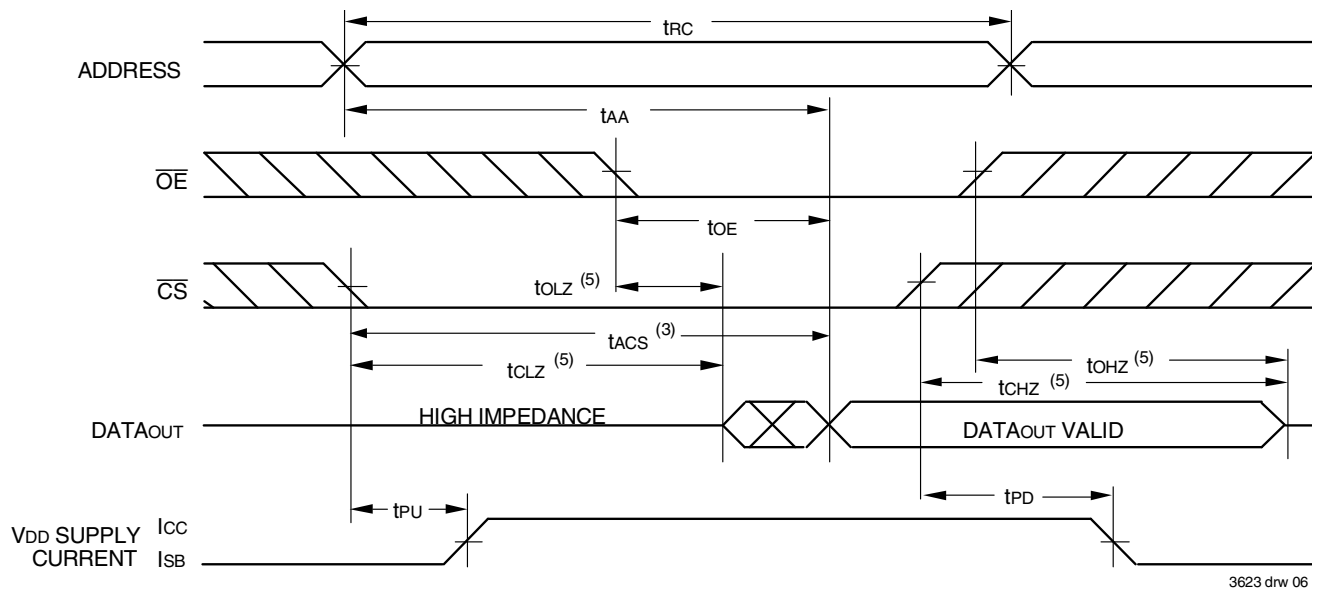 tRC
ADDRESS
tAA
OE
tOE
CS
tOLZ (5)
tACS (3)
tCLZ (5)
tOHZ (5)
tCHZ (5)
HIGH IMPEDANCE
DATAOUT
DATAOUT VALID
tPU
tPD
VDD SUPPLY ICC
CURRENT ISB
3623 drw 06